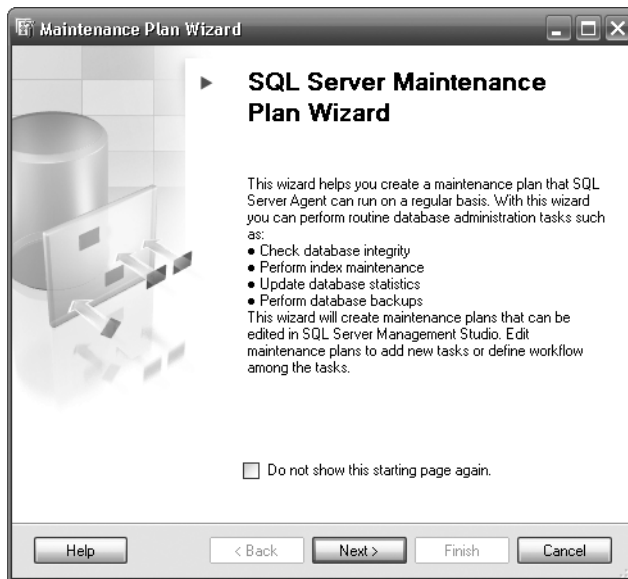 Maintenance Plan Wizard
SQL Server Maintenance
Plan Wizard
This wizard helps you create a maintenance plan that SQL
Server Agent can run on a regular basis. With this wizard
you can perform routine database administration tasks such
as:
● Check database integrity
● Perform index maintenance
● Update database statistics
● Perform database backups
This wizard will create maintenance plans that can be
edited in SQL Server Management Studio. Edit
maintenance plans to add new tasks or define workflow
among the tasks.
Do not show this starting page again.
Help < Back Next > Finish Cancel